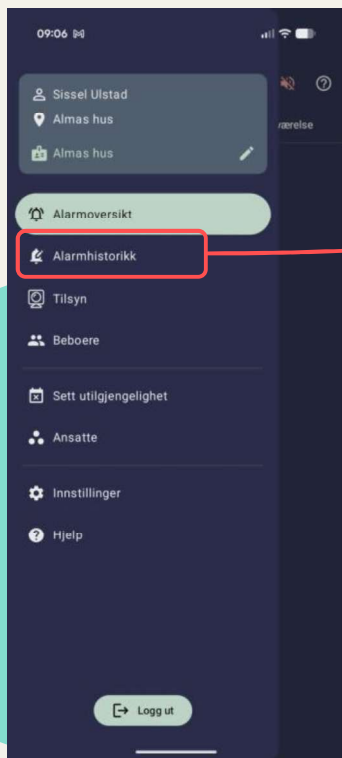 09:06
Sissel Ulstad
Almas hus
Almas hus
værelse
Alarmoversikt
Alarmhistorikk
Tilsyn
Beboere
Sett utilgjengelighet
Ansatte
Innstillinger
Hjelp
Logg ut